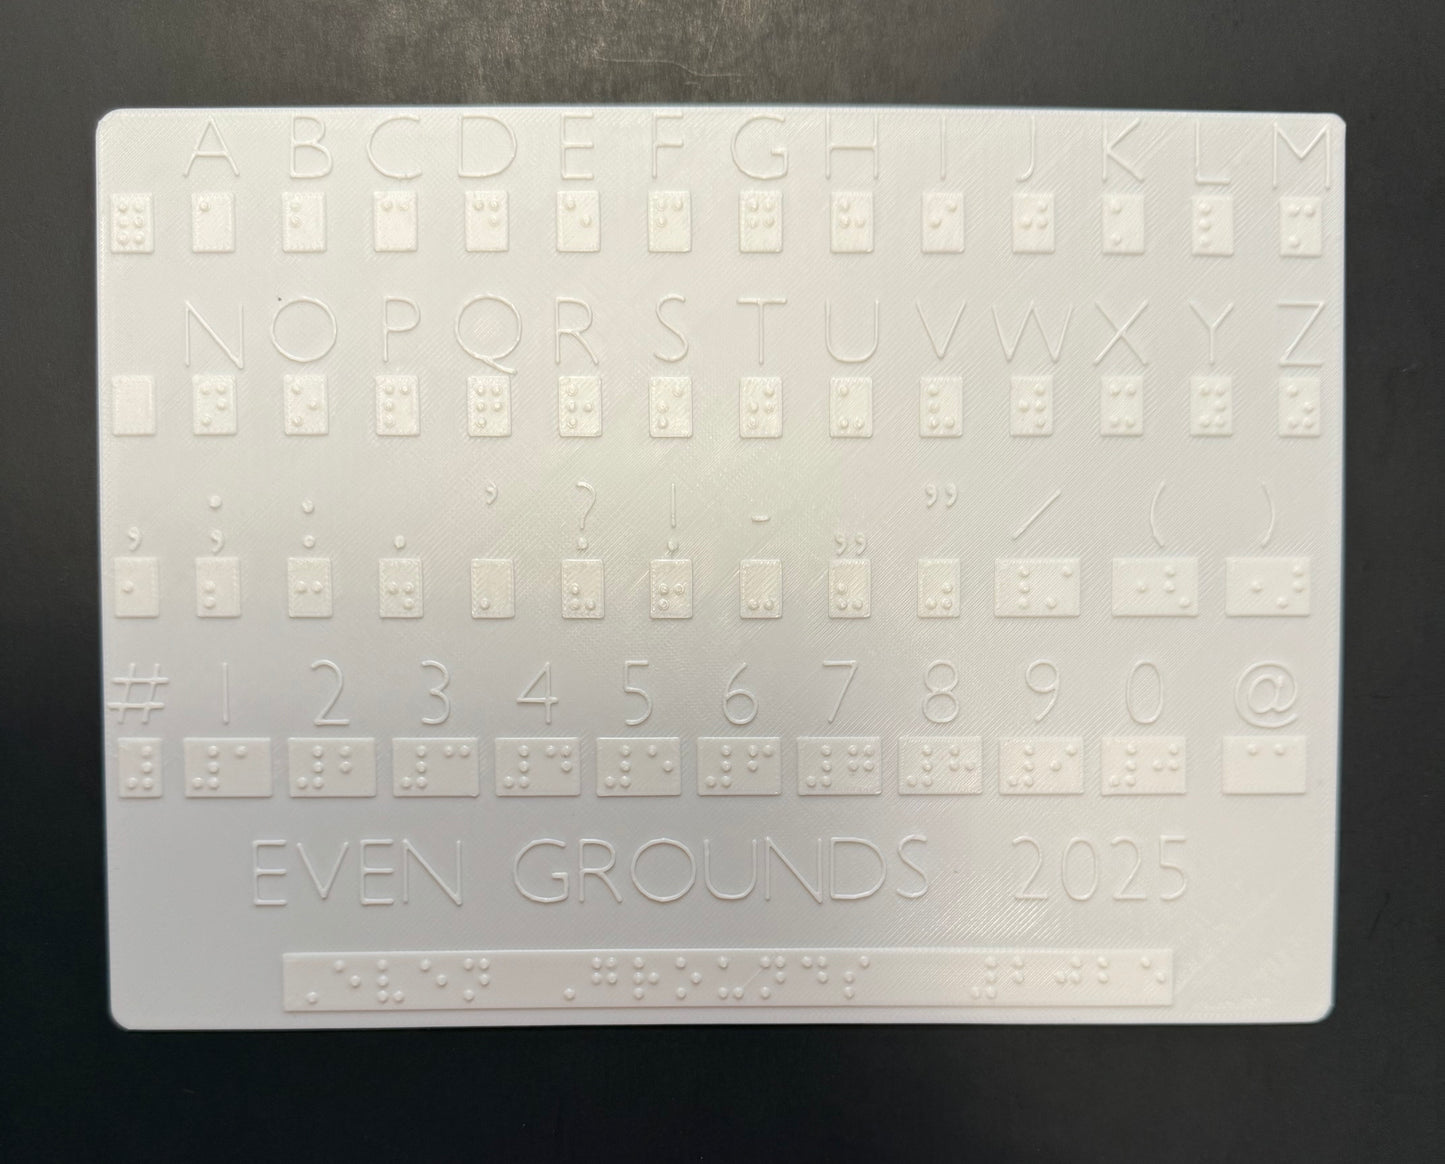 A B C D E F G H I J K L M
⠿ ⠁ ⠃ ⠉ ⠙ ⠑ ⠋ ⠛ ⠓ ⠊ ⠚ ⠅ ⠇ ⠍
N O P Q R S T U V W X Y Z
⠝ ⠕ ⠏ ⠟ ⠗ ⠎ ⠞ ⠥ ⠧ ⠺ ⠭ ⠽ ⠵
, ; : . ’ ? ! - „ ” / ( )
⠂ ⠆ ⠒ ⠲ ⠄ ⠦ ⠖ ⠤ ⠦ ⠴ ⠸⠌ ⠐⠣ ⠐⠜
# 1 2 3 4 5 6 7 8 9 0 @
⠼ ⠼⠁ ⠼⠃ ⠼⠉ ⠼⠙ ⠼⠑ ⠼⠋ ⠼⠛ ⠼⠓ ⠼⠊ ⠼⠚ ⠈⠁
EVEN GROUNDS 2025
⠠⠑⠧⠑⠝ ⠠⠛⠗⠕⠥⠝⠙⠎ ⠼⠃⠚⠃⠑